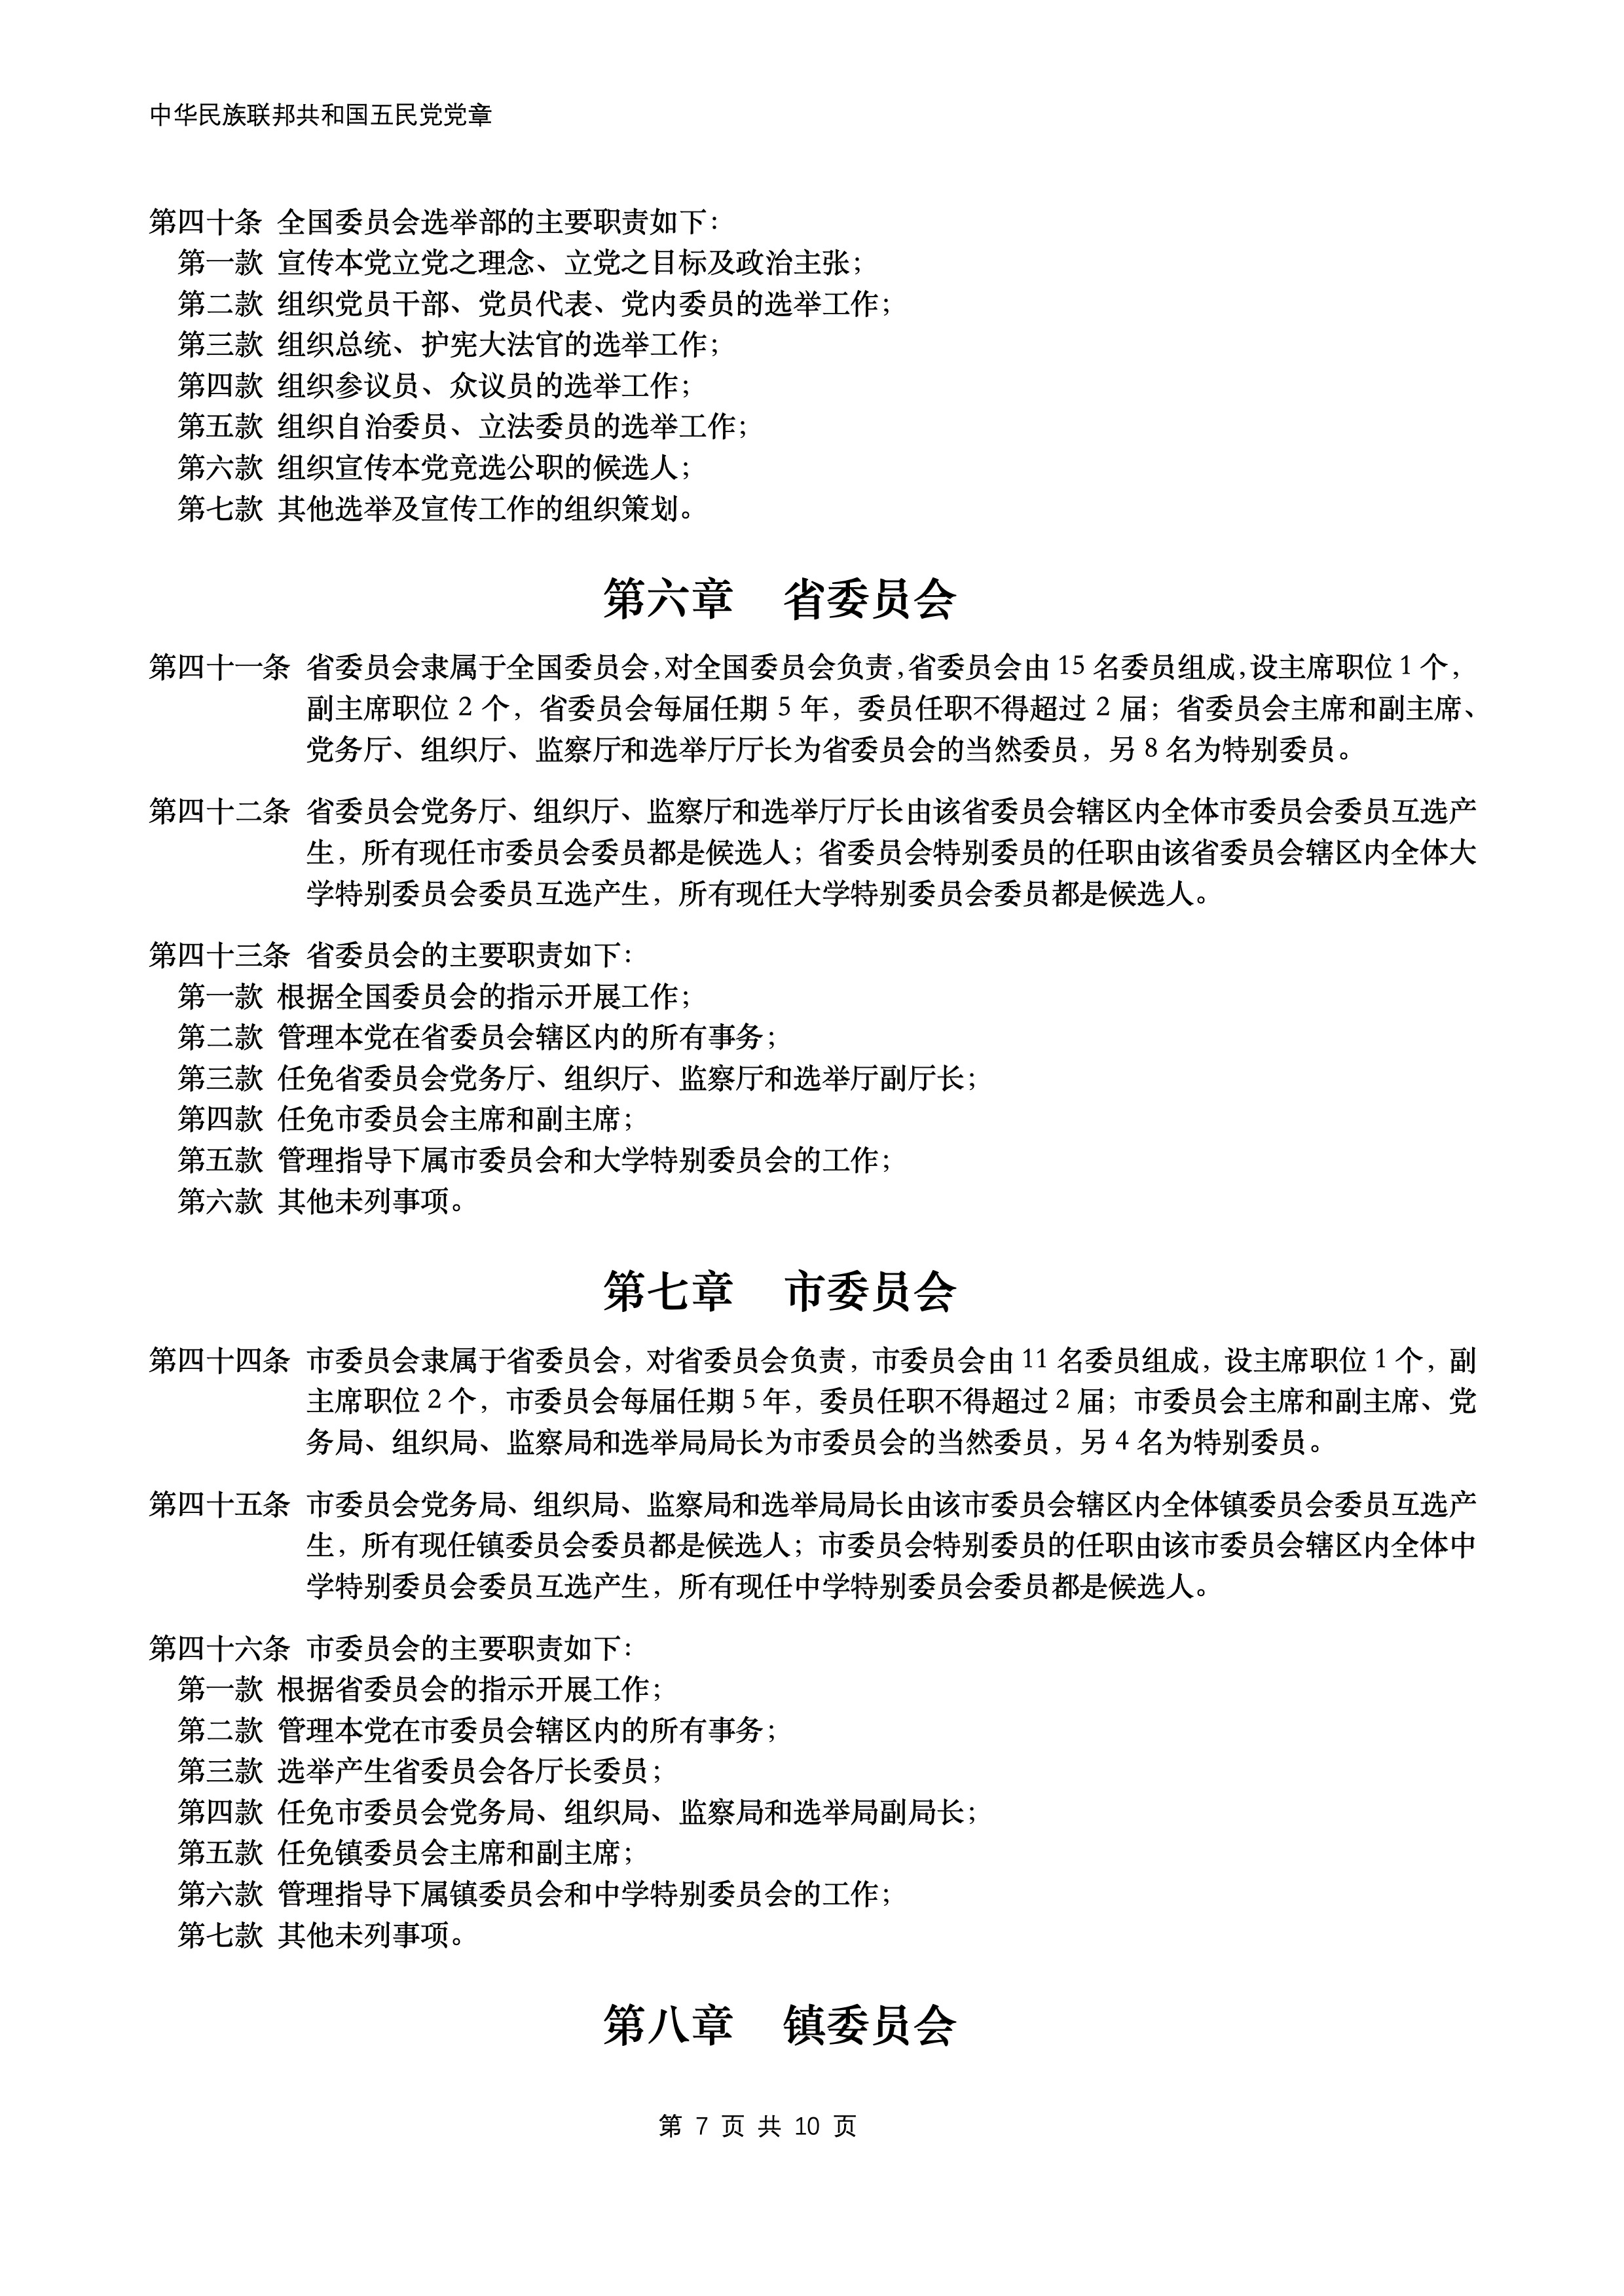 中华民族联邦共和国五民党党章
第四十条 全国委员会选举部的主要职责如下：
第一款 宣传本党立党之理念、立党之目标及政治主张；
第二款 组织党员干部、党员代表、党内委员的选举工作；
第三款 组织总统、护宪大法官的选举工作；
第四款 组织参议员、众议员的选举工作；
第五款 组织自治委员、立法委员的选举工作；
第六款 组织宣传本党竞选公职的候选人；
第七款 其他选举及宣传工作的组织策划。
第六章 省委员会
第四十一条 省委员会隶属于全国委员会，对全国委员会负责，省委员会由 15 名委员组成，设主席职位 1 个，
副主席职位 2 个，省委员会每届任期 5 年，委员任职不得超过 2 届；省委员会主席和副主席、
党务厅、组织厅、监察厅和选举厅厅长为省委员会的当然委员，另 8 名为特别委员。
第四十二条 省委员会党务厅、组织厅、监察厅和选举厅厅长由该省委员会辖区内全体市委员会委员互选产
生，所有现任市委员会委员都是候选人；省委员会特别委员的任职由该省委员会辖区内全体大
学特别委员会委员互选产生，所有现任大学特别委员会委员都是候选人。
第四十三条 省委员会的主要职责如下：
第一款 根据全国委员会的指示开展工作；
第二款 管理本党在省委员会辖区内的所有事务；
第三款 任免省委员会党务厅、组织厅、监察厅和选举厅副厅长；
第四款 任免市委员会主席和副主席；
第五款 管理指导下属市委员会和大学特别委员会的工作；
第六款 其他未列事项。
第七章 市委员会
第四十四条 市委员会隶属于省委员会，对省委员会负责，市委员会由 11 名委员组成，设主席职位 1 个，副
主席职位 2 个，市委员会每届任期 5 年，委员任职不得超过 2 届；市委员会主席和副主席、党
务局、组织局、监察局和选举局局长为市委员会的当然委员，另 4 名为特别委员。
第四十五条 市委员会党务局、组织局、监察局和选举局局长由该市委员会辖区内全体镇委员会委员互选产
生，所有现任镇委员会委员都是候选人；市委员会特别委员的任职由该市委员会辖区内全体中
学特别委员会委员互选产生，所有现任中学特别委员会委员都是候选人。
第四十六条 市委员会的主要职责如下：
第一款 根据省委员会的指示开展工作；
第二款 管理本党在市委员会辖区内的所有事务；
第三款 选举产生省委员会各厅长委员；
第四款 任免市委员会党务局、组织局、监察局和选举局副局长；
第五款 任免镇委员会主席和副主席；
第六款 管理指导下属镇委员会和中学特别委员会的工作；
第七款 其他未列事项。
第八章 镇委员会
第 7 页 共 10 页